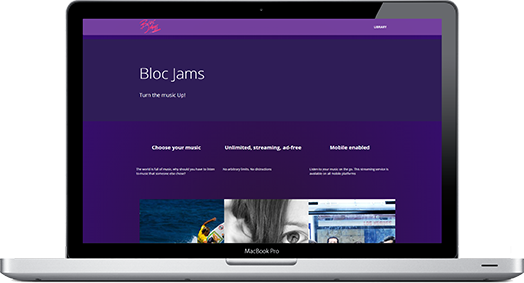 Bloc Jams
LIBRARY
Bloc Jams
Turn the music Up!
Choose your music
Unlimited, streaming, ad-free
Mobile enabled
The world is full of music; why should you have to listen
to music that someone else chose?
No arbitrary limits. No distractions.
Listen to your music on the go. This streaming service is
available on all mobile platforms
MacBook Pro